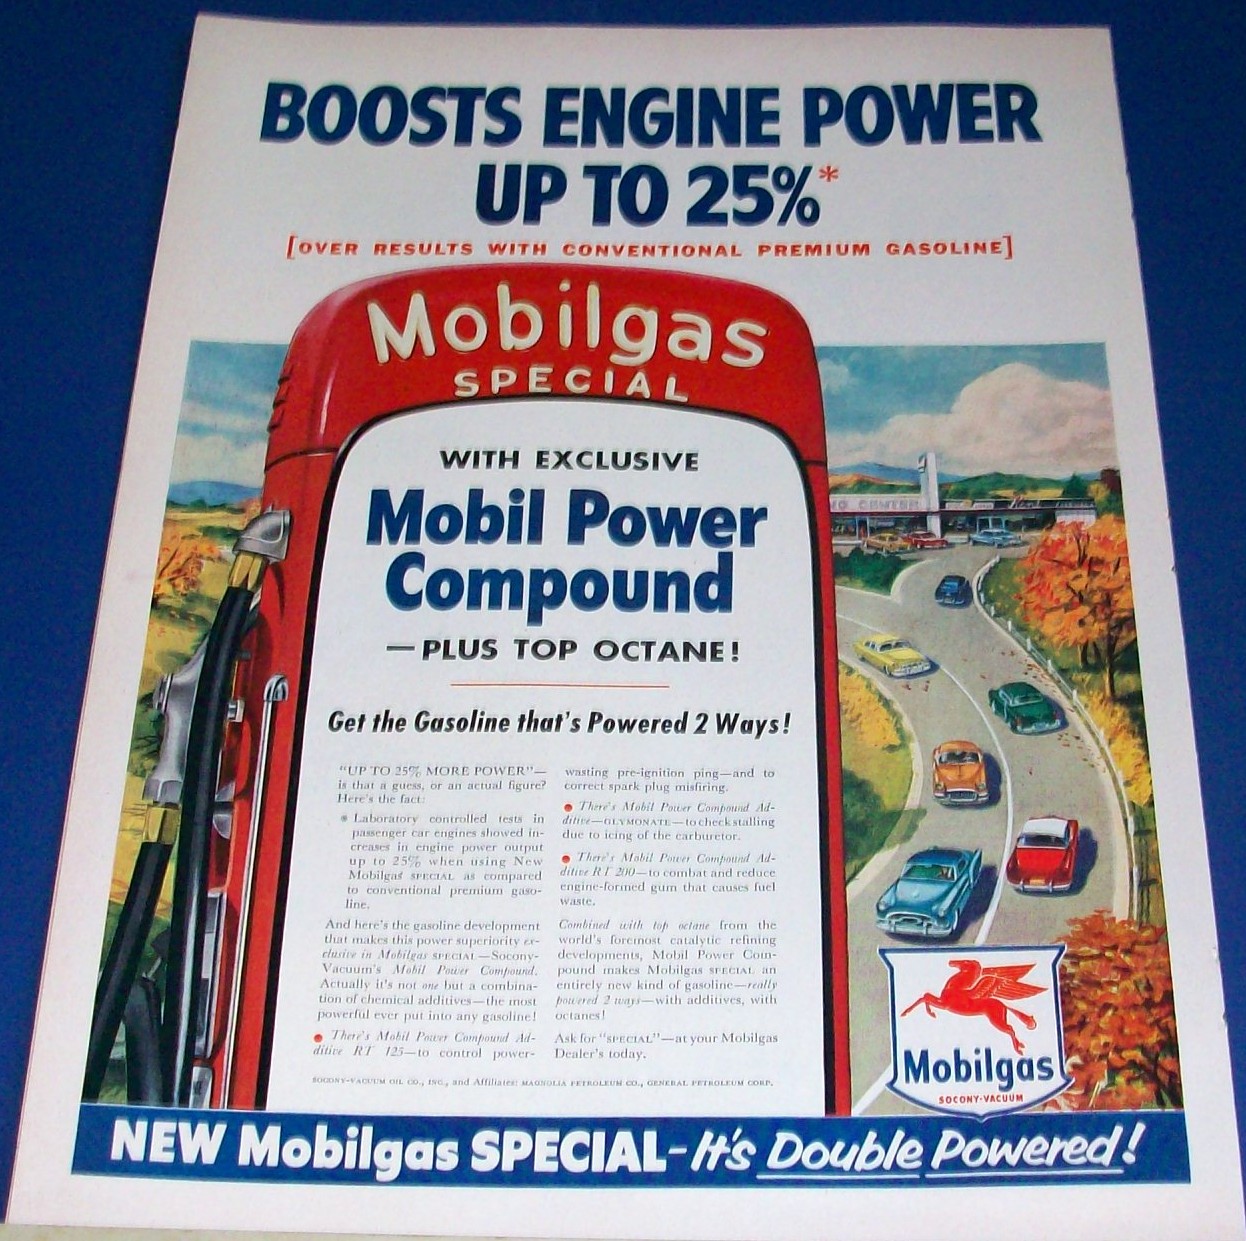 BOOSTS ENGINE POWER
UP TO 25%*
[OVER RESULTS WITH CONVENTIONAL PREMIUM GASOLINE]
Mobilgas
SPECIAL
WITH EXCLUSIVE
Mobil Power
Compound
—PLUS TOP OCTANE!
Get the Gasoline that's Powered 2 Ways!
"UP TO 25% MORE POWER"—
is that a guess, or an actual figure?
Here's the fact:
* Laboratory controlled tests in
passenger car engines showed in-
creases in engine power output
up to 25% when using New
Mobilgas SPECIAL as compared
to conventional premium gaso-
line.
And here's the gasoline development
that makes this power superiority ex-
clusive in Mobilgas SPECIAL—Socony-
Vacuum's Mobil Power Compound.
Actually it's not one but a combina-
tion of chemical additives—the most
powerful ever put into any gasoline!
• There's Mobil Power Compound Ad-
ditive RT 125—to control power-
wasting pre-ignition ping—and to
correct spark plug misfiring.
• There's Mobil Power Compound Ad-
ditive—GLYMONATE—to check stalling
due to icing of the carburetor.
• There's Mobil Power Compound Ad-
ditive RT 200—to combat and reduce
engine-formed gum that causes fuel
waste.
Combined with top octane from the
world's foremost catalytic refining
developments, Mobil Power Com-
pound makes Mobilgas SPECIAL an
entirely new kind of gasoline—really
powered 2 ways—with additives, with
octanes!
Ask for "SPECIAL"—at your Mobilgas
Dealer's today.
SOCONY-VACUUM OIL CO., INC., and Affiliates: MAGNOLIA PETROLEUM CO., GENERAL PETROLEUM CORP.
CENTER
Mobilgas
SOCONY-VACUUM
NEW Mobilgas SPECIAL-It's Double Powered!